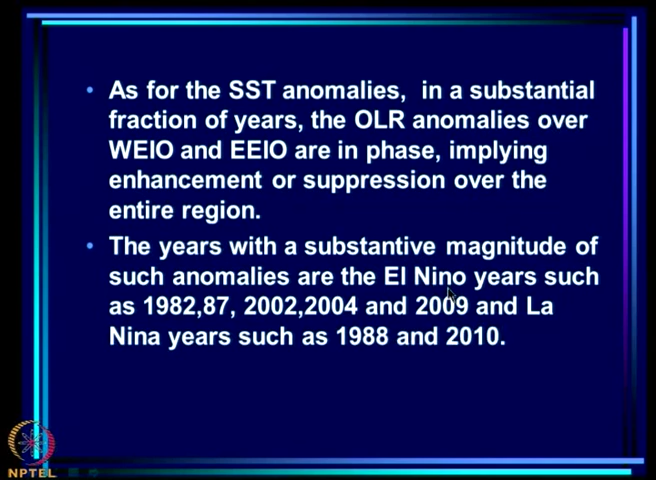 • As for the SST anomalies, in a substantial
fraction of years, the OLR anomalies over
WEIO and EEIO are in phase, implying
enhancement or suppression over the
entire region.
• The years with a substantive magnitude of
such anomalies are the El Nino years such
as 1982,87, 2002,2004 and 2009 and La
Nina years such as 1988 and 2010.
NPTEL